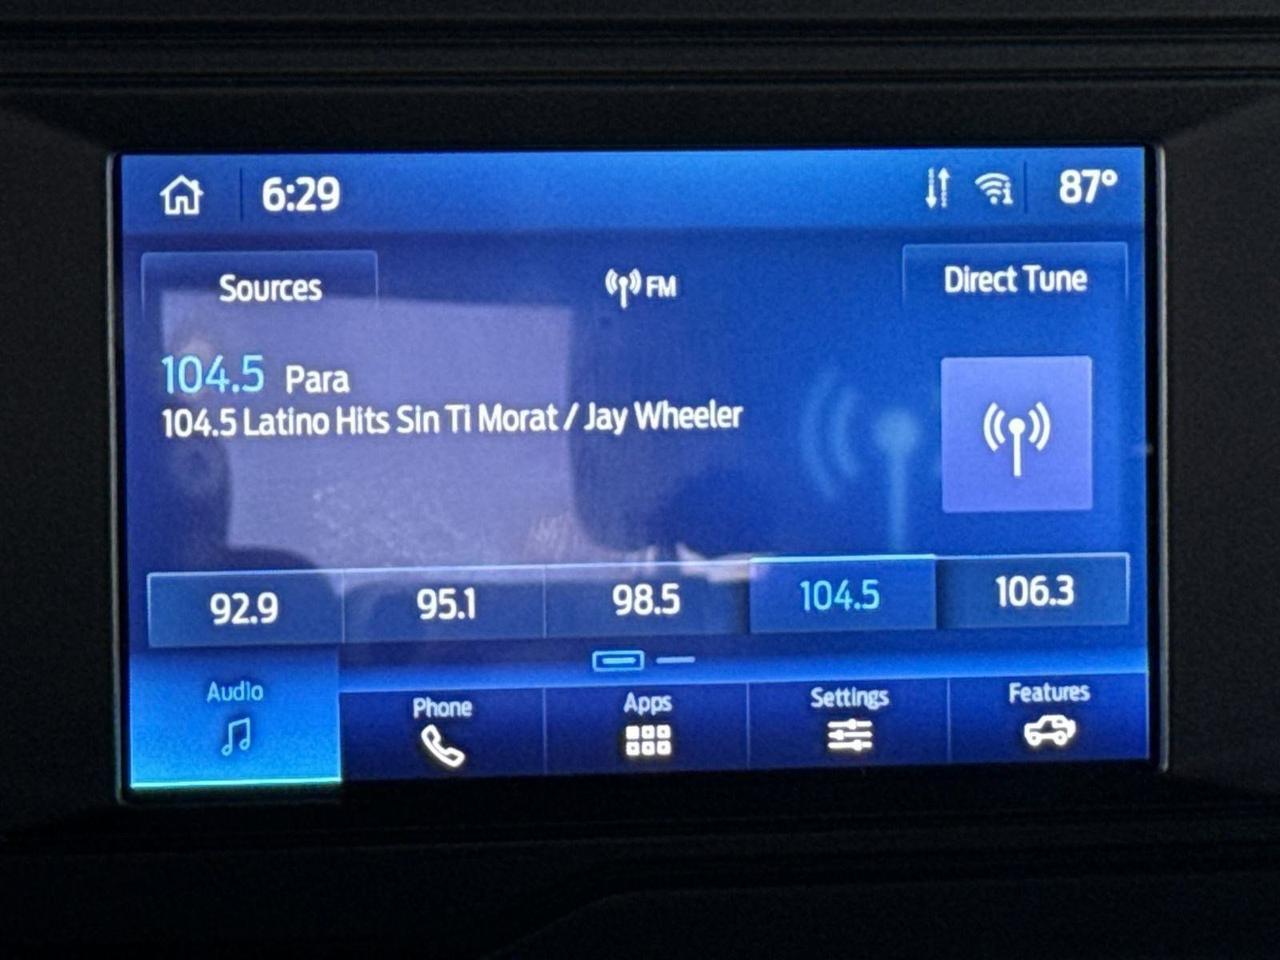 6:29
87°
Sources
FM
Direct Tune
104.5 Para
104.5 Latino Hits Sin Ti Morat / Jay Wheeler
92.9
95.1
98.5
104.5
106.3
Audio
Phone
Apps
Settings
Features